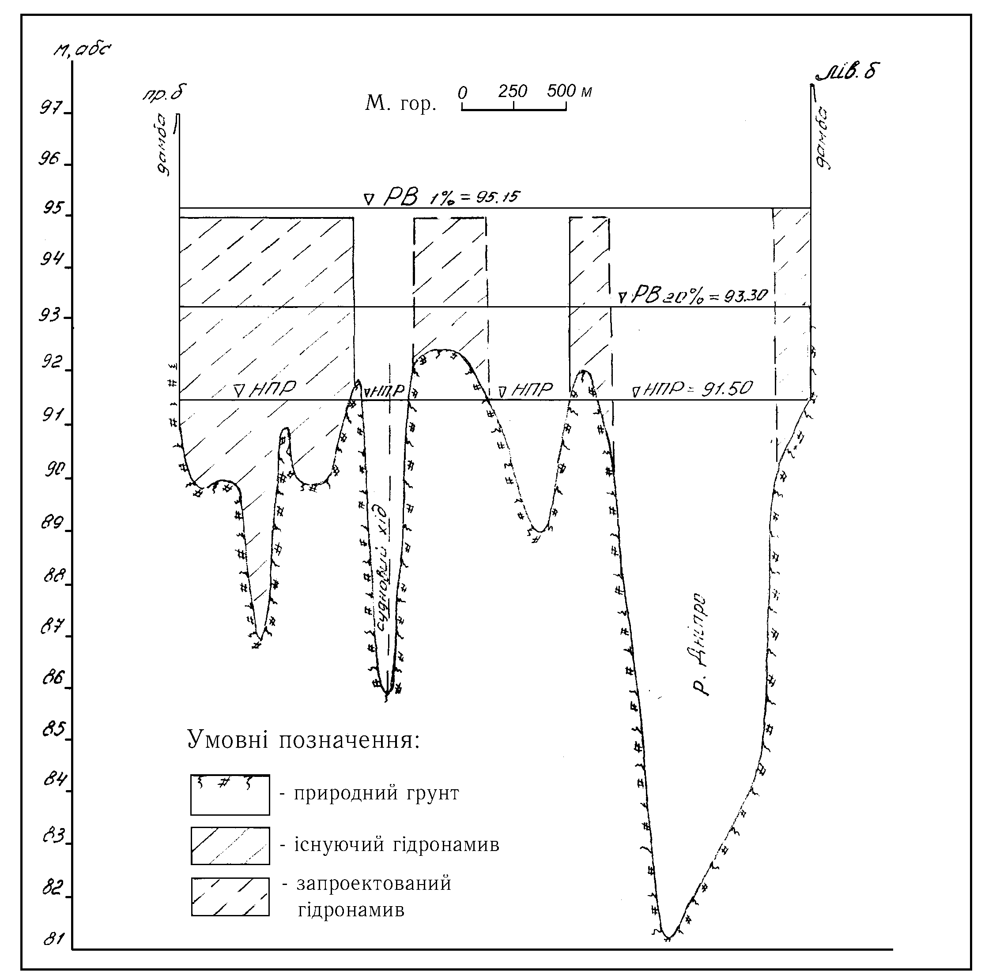 м, абс
пр. б
лів. б
М. гор.
0 250 500 м
дамба
дамба
97
96
95
94
93
92
91
90
89
88
87
86
85
84
83
82
81
РВ 1% = 95.15
РВ 20% = 93.30
НПР
НПР
НПР
НПР = 91.50
судновий хід
р. Дніпро
Умовні позначення:
- природний грунт
- існуючий гідронамив
- запроектований
гідронамив